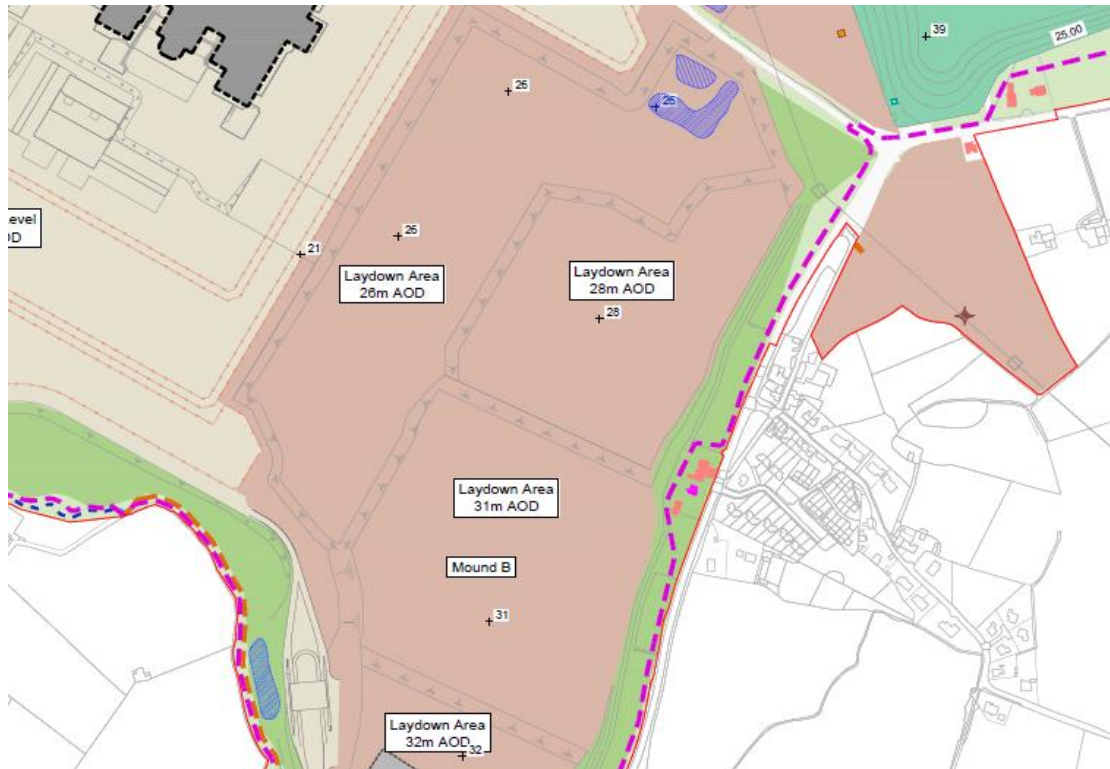 39
25.00
26
25
26
21
evel
OD
Laydown Area
26m AOD
Laydown Area
28m AOD
28
Laydown Area
31m AOD
Mound B
31
Laydown Area
32m AOD
32